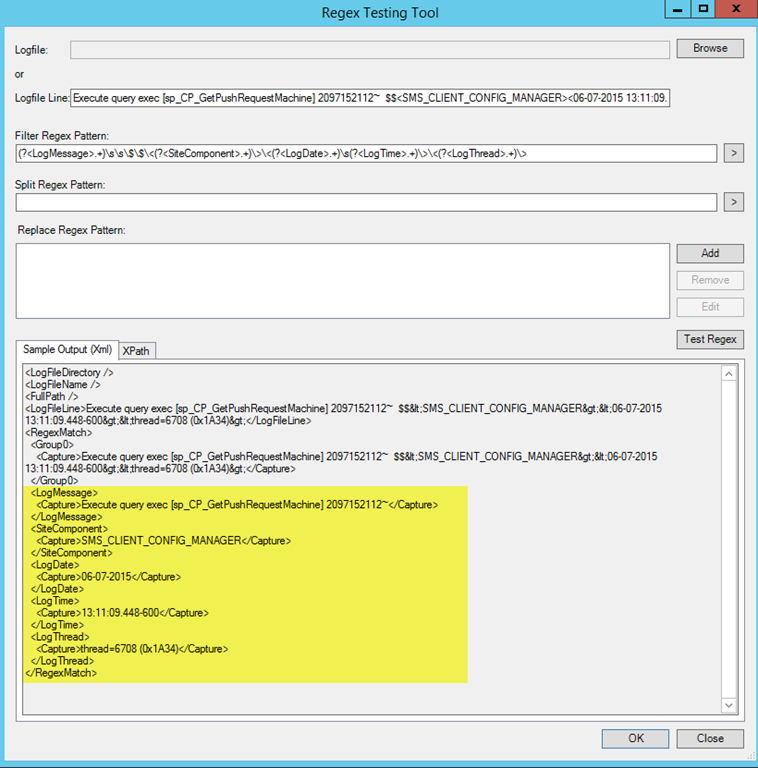 Regex Testing Tool
Logfile:
Browse
or
Logfile Line:
Execute query exec [sp_CP_GetPushRequestMachine] 2097152112~  $$<SMS_CLIENT_CONFIG_MANAGER><06-07-2015 13:11:09.
Filter Regex Pattern:
(?<LogMessage>.+)\s\s\$\$\<(?<SiteComponent>.+)\>\<(?<LogDate>.+)\s(?<LogTime>.+)\>\<(?<LogThread>.+)\>
>
Split Regex Pattern:
>
Replace Regex Pattern:
Add
Remove
Edit
Test Regex
Sample Output (Xml)
XPath
<LogFileDirectory />
<LogFileName />
<FullPath />
<LogFileLine>Execute query exec [sp_CP_GetPushRequestMachine] 2097152112~  $$&lt;SMS_CLIENT_CONFIG_MANAGER&gt;&lt;06-07-2015
13:11:09.448-600&gt;&lt;thread=6708 (0x1A34)&gt;</LogFileLine>
<RegexMatch>
<Group0>
<Capture>Execute query exec [sp_CP_GetPushRequestMachine] 2097152112~  $$&lt;SMS_CLIENT_CONFIG_MANAGER&gt;&lt;06-07-2015
13:11:09.448-600&gt;&lt;thread=6708 (0x1A34)&gt;</Capture>
</Group0>
<LogMessage>
<Capture>Execute query exec [sp_CP_GetPushRequestMachine] 2097152112~</Capture>
</LogMessage>
<SiteComponent>
<Capture>SMS_CLIENT_CONFIG_MANAGER</Capture>
</SiteComponent>
<LogDate>
<Capture>06-07-2015</Capture>
</LogDate>
<LogTime>
<Capture>13:11:09.448-600</Capture>
</LogTime>
<LogThread>
<Capture>thread=6708 (0x1A34)</Capture>
</LogThread>
</RegexMatch>
OK
Close